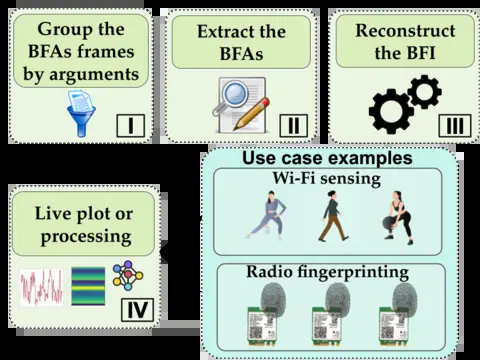 Group the
BFAs frames
by arguments
I
Extract the
BFAs
II
Reconstruct
the BFI
III
Live plot or
processing
IV
Use case examples
Wi-Fi sensing
Radio fingerprinting